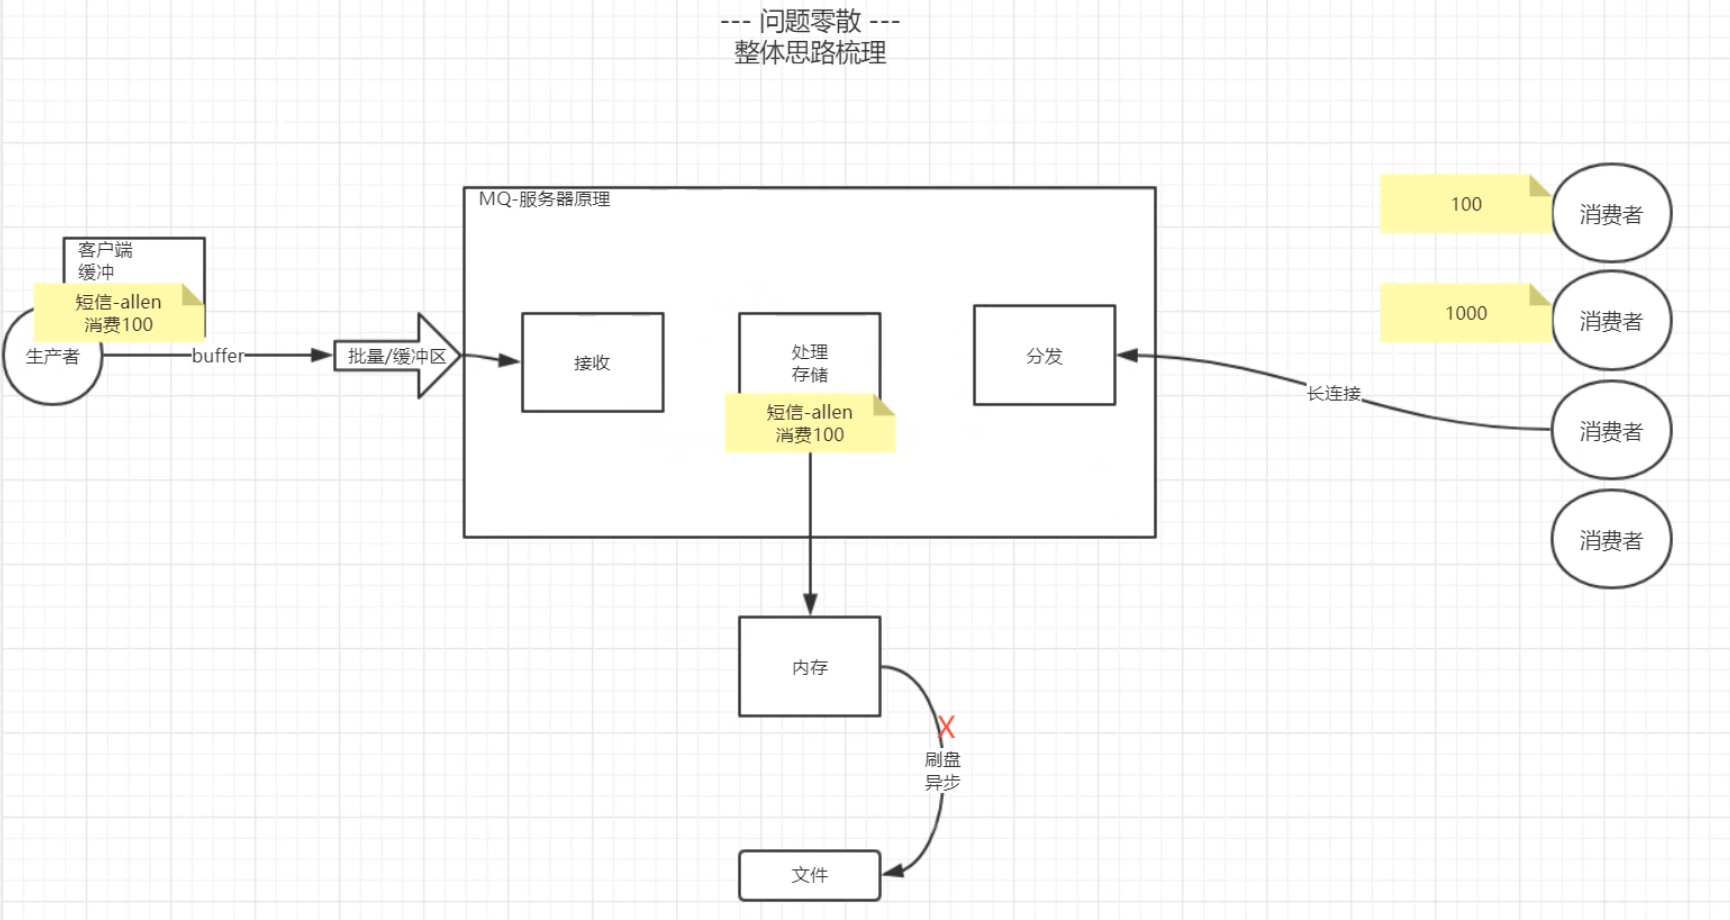 --- 问题零散 ---
整体思路梳理
MQ-服务器原理
客户端
缓冲
短信-allen
消费100
生产者
buffer
批量/缓冲区
接收
处理
存储
短信-allen
消费100
分发
长连接
100
消费者
1000
消费者
消费者
消费者
内存
X
刷盘
异步
文件